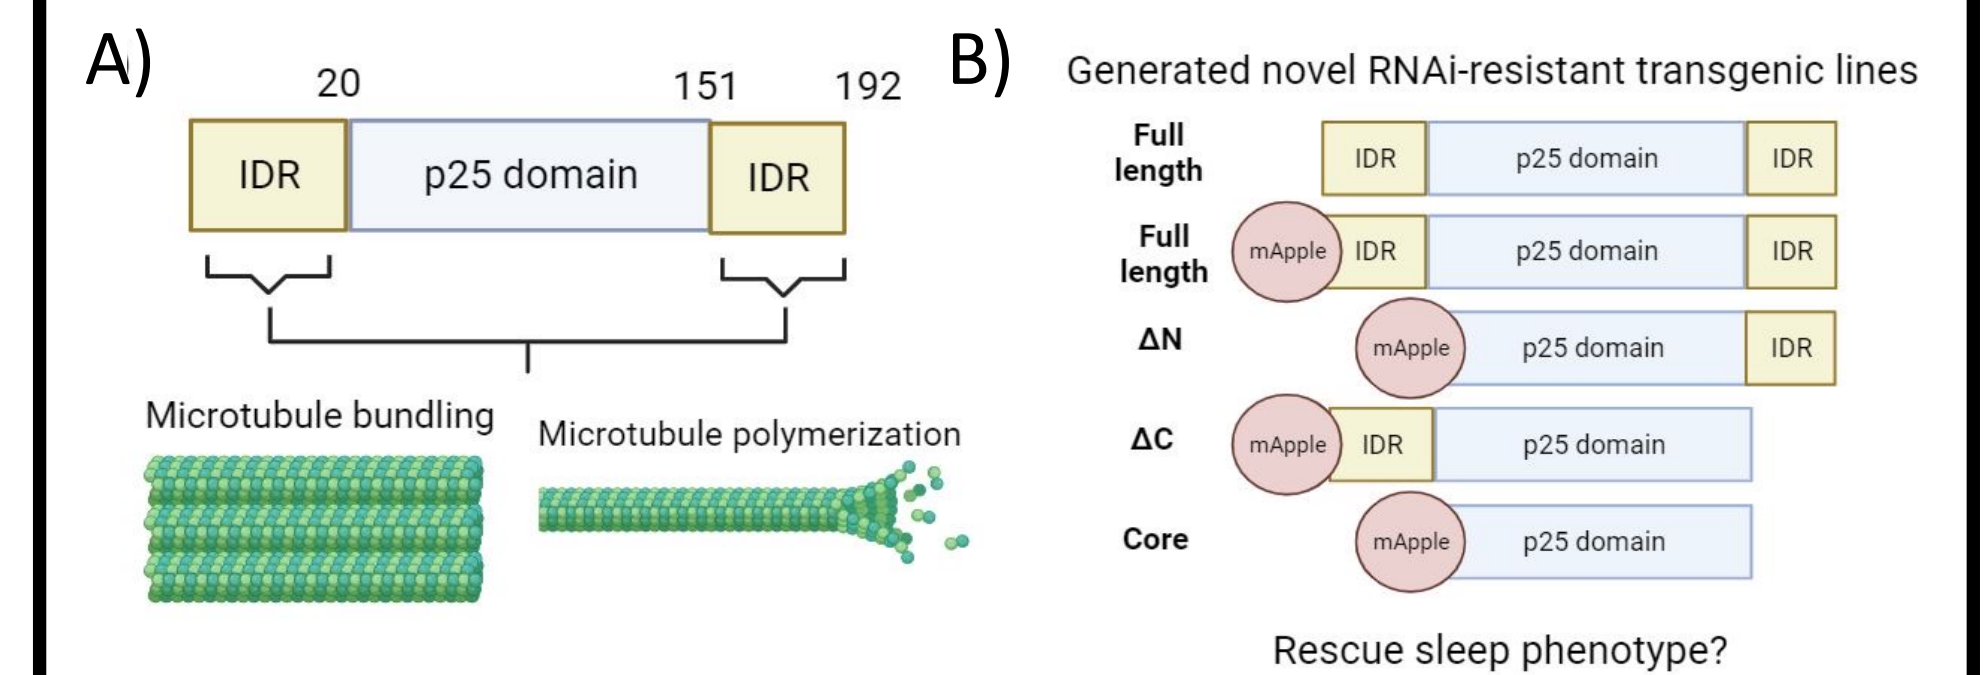 A)
20
151
192
IDR
p25 domain
IDR
Microtubule bundling
Microtubule polymerization
B)
Generated novel RNAi-resistant transgenic lines
Full
length
IDR
p25 domain
IDR
Full
length
mApple
IDR
p25 domain
IDR
ΔN
mApple
p25 domain
IDR
ΔC
mApple
IDR
p25 domain
Core
mApple
p25 domain
Rescue sleep phenotype?